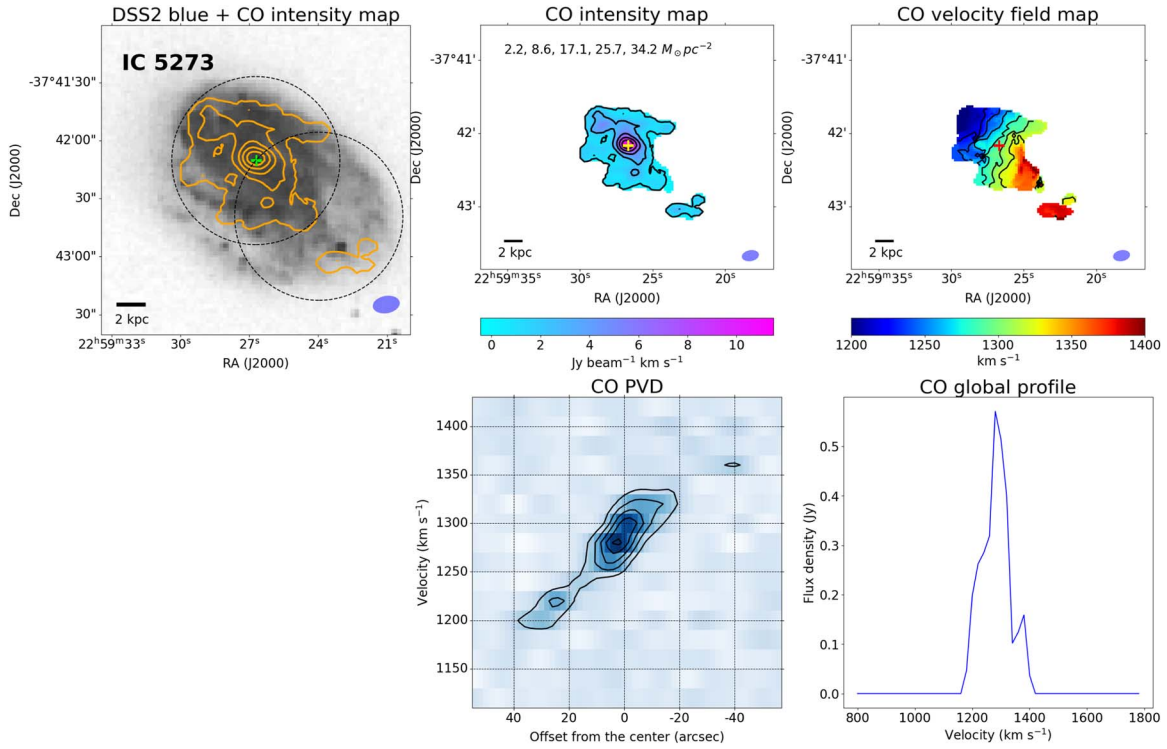 DSS2 blue + CO intensity map
IC 5273
-37°41'30"
42'00"
30"
43'00"
30"
Dec (J2000)
2 kpc
22ʰ59ᵐ33ˢ 30ˢ 27ˢ 24ˢ 21ˢ
RA (J2000)
CO intensity map
2.2, 8.6, 17.1, 25.7, 34.2 M⊙pc⁻²
-37°41'
42'
43'
Dec (J2000)
2 kpc
22ʰ59ᵐ35ˢ 30ˢ 25ˢ 20ˢ
RA (J2000)
0 2 4 6 8 10
Jy beam⁻¹ km s⁻¹
CO velocity field map
-37°41'
42'
43'
Dec (J2000)
2 kpc
22ʰ59ᵐ35ˢ 30ˢ 25ˢ 20ˢ
RA (J2000)
1200 1250 1300 1350 1400
km s⁻¹
CO PVD
1400
1350
1300
1250
1200
1150
Velocity (km s⁻¹)
40 20 0 -20 -40
Offset from the center (arcsec)
CO global profile
0.5
0.4
0.3
0.2
0.1
0.0
Flux density (Jy)
800 1000 1200 1400 1600 1800
Velocity (km s⁻¹)